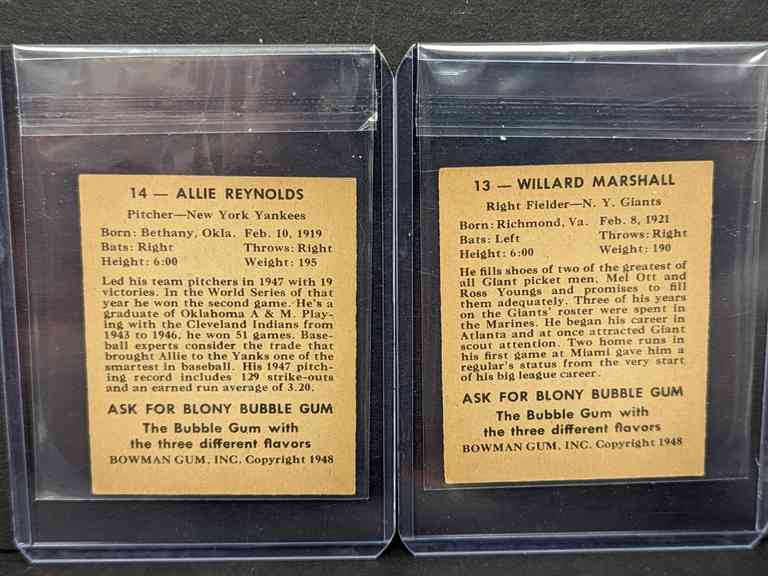 14 — ALLIE REYNOLDS
Pitcher—New York Yankees
Born: Bethany, Okla. Feb. 10, 1919
Bats: Right Throws: Right
Height: 6:00 Weight: 195
Led his team pitchers in 1947 with 19
victories. In the World Series of that
year he won the second game. He's a
graduate of Oklahoma A & M. Play-
ing with the Cleveland Indians from
1943 to 1946, he won 51 games. Base-
ball experts consider the trade that
brought Allie to the Yanks one of the
smartest in baseball. His 1947 pitch-
ing record includes 129 strike-outs
and an earned run average of 3.20.
ASK FOR BLONY BUBBLE GUM
The Bubble Gum with
the three different flavors
BOWMAN GUM, INC. Copyright 1948
13 — WILLARD MARSHALL
Right Fielder—N. Y. Giants
Born: Richmond, Va. Feb. 8, 1921
Bats: Left Throws: Right
Height: 6:00 Weight: 190
He fills shoes of two of the greatest of
all Giant picket men, Mel Ott and
Ross Youngs and promises to fill
them adequately. Three of his years
on the Giants' roster were spent in
the Marines. He began his career in
Atlanta and at once attracted Giant
scout attention. Two home runs in
his first game at Miami gave him a
regular's status from the very start
of his big league career.
ASK FOR BLONY BUBBLE GUM
The Bubble Gum with
the three different flavors
BOWMAN GUM, INC. Copyright 1948